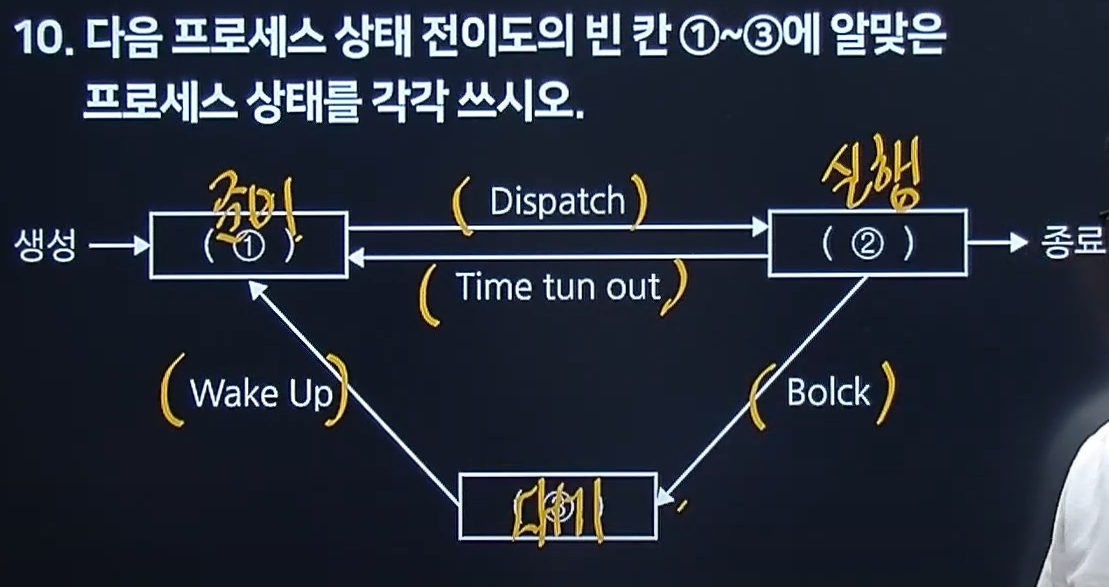 10. 다음 프로세스 상태 전이도의 빈 칸 ①~③에 알맞은
프로세스 상태를 각각 쓰시오.
준비
실행
( Dispatch )
생성
( ① )
( ② )
종료
( Time tun out )
( Wake Up )
( Bolck )
대기